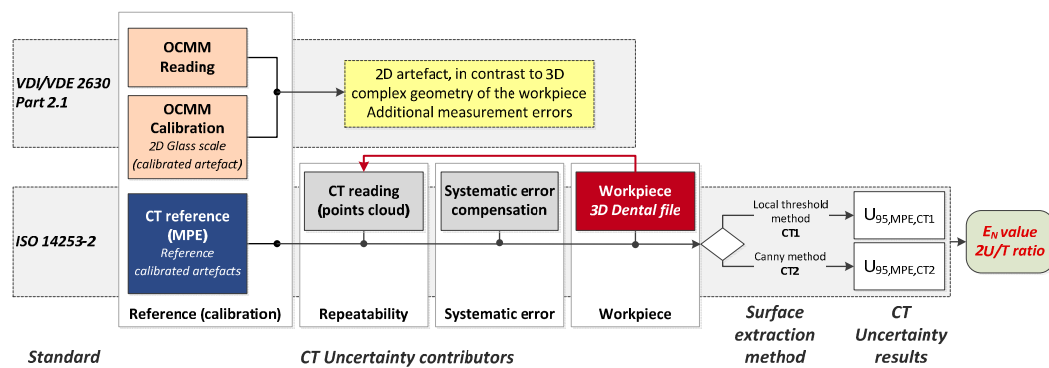 VDI/VDE 2630
Part 2.1
OCMM
Reading
OCMM
Calibration
2D Glass scale
(calibrated artefact)
2D artefact, in contrast to 3D
complex geometry of the workpiece
Additional measurement errors
ISO 14253-2
CT reference
(MPE)
Reference
calibrated artefacts
CT reading
(points cloud)
Systematic error
compensation
Workpiece
3D Dental file
Local threshold
method
CT1
Canny method
CT2
U95,MPE,CT1
U95,MPE,CT2
EN value
2U/T ratio
Reference (calibration)
Repeatability
Systematic error
Workpiece
Standard
CT Uncertainty contributors
Surface
extraction
method
CT
Uncertainty
results